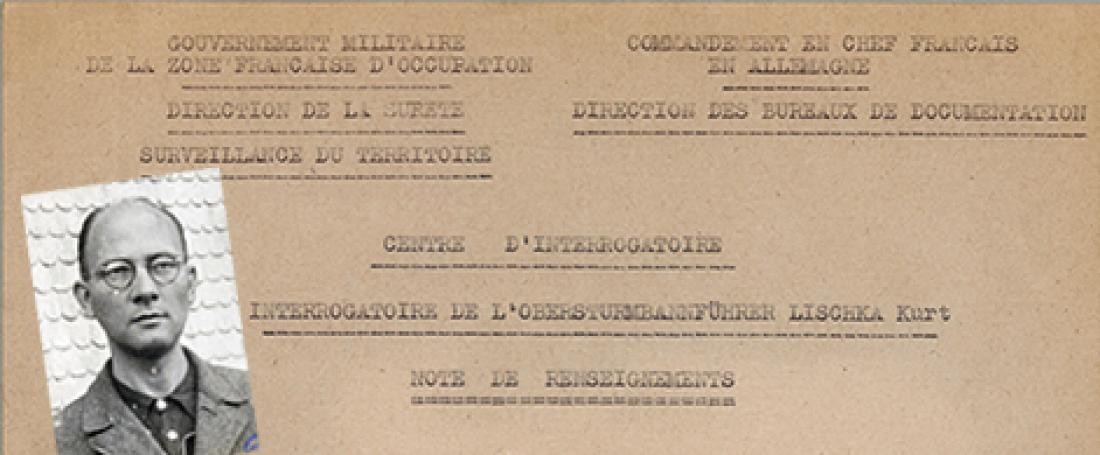 GOUVERNEMENT MILITAIRE
DE LA ZONE FRANCAISE D'OCCUPATION
DIRECTION DE LA SURETE
SURVEILLANCE DU TERRITOIRE
COMMANDEMENT EN CHEF FRANCAIS
EN ALLEMAGNE
DIRECTION DES BUREAUX DE DOCUMENTATION
CENTRE D'INTERROGATOIRE
INTERROGATOIRE DE L'OBERSTURMBANNFÜHRER LISCHKA Kurt
NOTE DE RENSEIGNEMENTS